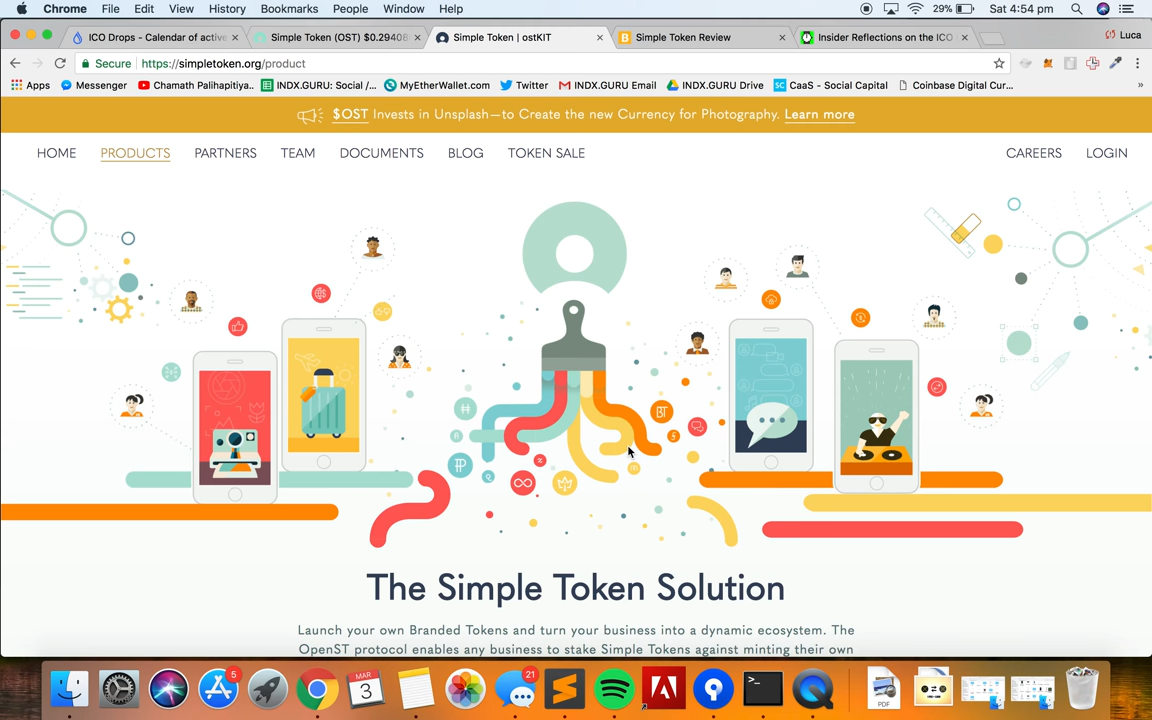 Chrome File Edit View History Bookmarks People Window Help 29% Sat 4:54 pm
ICO Drops - Calendar of active
Simple Token (OST) $0.29408
Simple Token | ostKIT
Simple Token Review
Insider Reflections on the ICO
Luca
Secure https://simpletoken.org/product
Apps Messenger Chamath Palihapitiya.. INDX.GURU: Social /... MyEtherWallet.com Twitter INDX.GURU Email INDX.GURU Drive CaaS - Social Capital Coinbase Digital Cur...
$OST Invests in Unsplash—to Create the new Currency for Photography. Learn more
HOME PRODUCTS PARTNERS TEAM DOCUMENTS BLOG TOKEN SALE CAREERS LOGIN
The Simple Token Solution
Launch your own Branded Tokens and turn your business into a dynamic ecosystem. The
OpenST protocol enables any business to stake Simple Tokens against minting their own
5
MAR
3
21
PDF